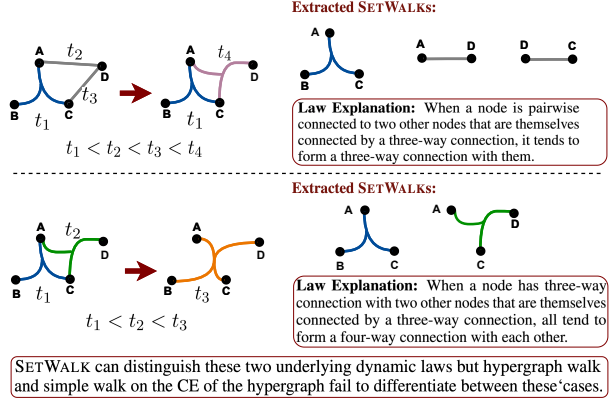 Extracted SETWALKS:
A
t₂
D
t₃
B
C
t₁
A
t₄
D
B
C
t₁
t₁ < t₂ < t₃ < t₄
A
B
C
A
D
D
C
Law Explanation: When a node is pairwise
connected to two other nodes that are themselves
connected by a three-way connection, it tends to
form a three-way connection with them.
Extracted SETWALKS:
A
t₂
D
B
C
t₁
A
D
B
C
t₃
t₁ < t₂ < t₃
A
B
C
A
D
C
Law Explanation: When a node has three-way
connection with two other nodes that are themselves
connected by a three-way connection, all tend to
form a four-way connection with each other.
SETWALK can distinguish these two underlying dynamic laws but hypergraph walk
and simple walk on the CE of the hypergraph fail to differentiate between these‘cases.